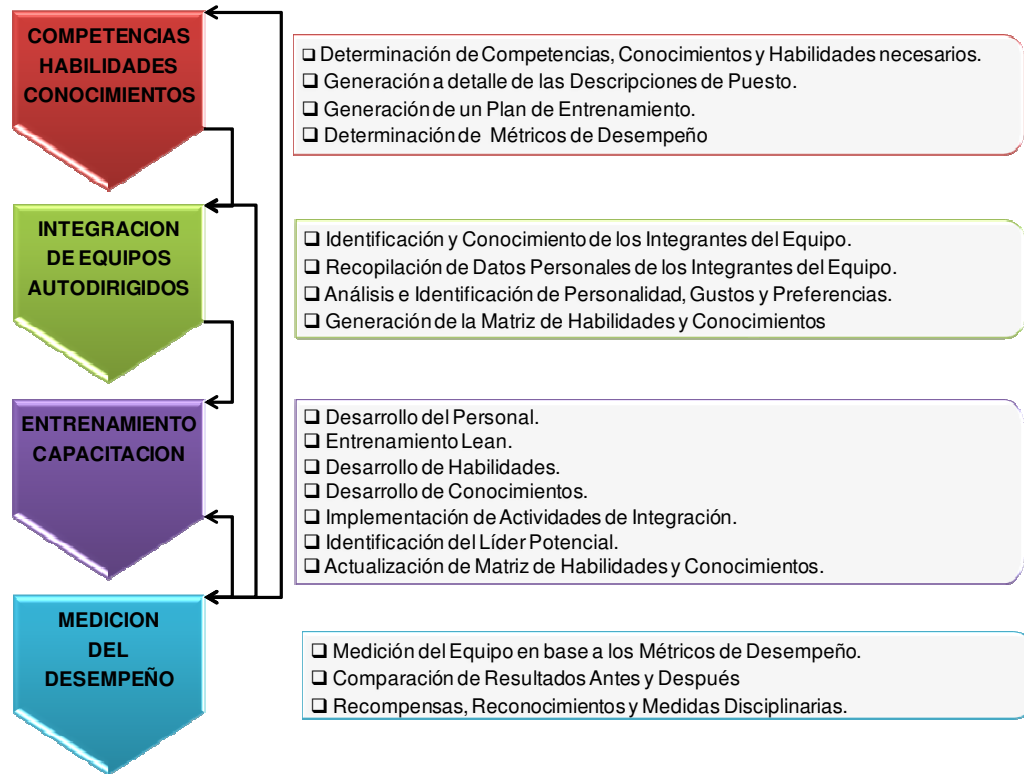 COMPETENCIAS
HABILIDADES
CONOCIMIENTOS
❑ Determinación de Competencias, Conocimientos y Habilidades necesarios.
❑ Generación a detalle de las Descripciones de Puesto.
❑ Generación de un Plan de Entrenamiento.
❑ Determinación de Métricos de Desempeño
INTEGRACION
DE EQUIPOS
AUTODIRIGIDOS
❑ Identificación y Conocimiento de los Integrantes del Equipo.
❑ Recopilación de Datos Personales de los Integrantes del Equipo.
❑ Análisis e Identificación de Personalidad, Gustos y Preferencias.
❑ Generación de la Matriz de Habilidades y Conocimientos
ENTRENAMIENTO
CAPACITACION
❑ Desarrollo del Personal.
❑ Entrenamiento Lean.
❑ Desarrollo de Habilidades.
❑ Desarrollo de Conocimientos.
❑ Implementación de Actividades de Integración.
❑ Identificación del Líder Potencial.
❑ Actualización de Matriz de Habilidades y Conocimientos.
MEDICION
DEL
DESEMPEÑO
❑ Medición del Equipo en base a los Métricos de Desempeño.
❑ Comparación de Resultados Antes y Después
❑ Recompensas, Reconocimientos y Medidas Disciplinarias.